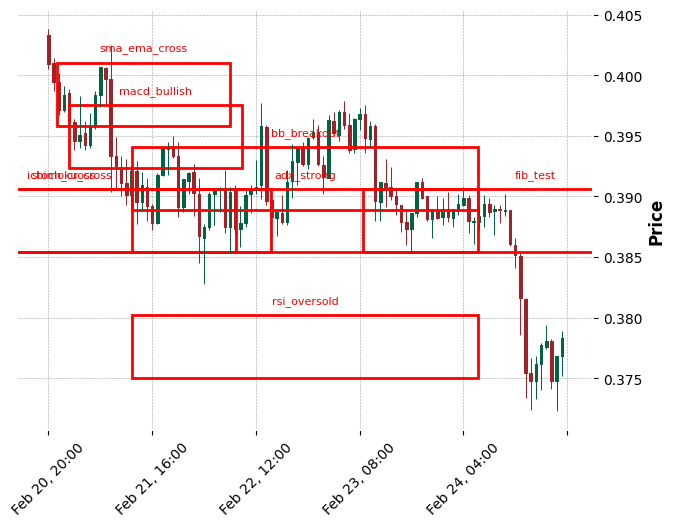 0.405
sma_ema_cross
0.400
macd_bullish
0.395
bb_breakout
adx_strong
fib_test
0.390
Price
0.385
rsi_oversold
0.380
0.375
Feb 20, 20:00
Feb 21, 16:00
Feb 22, 12:00
Feb 23, 08:00
Feb 24, 04:00